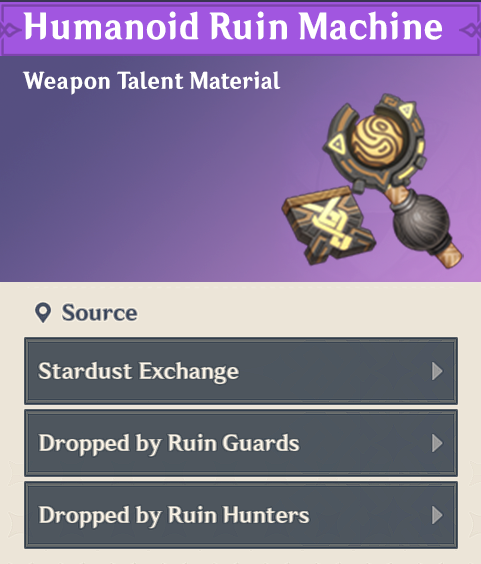 Humanoid Ruin Machine
Weapon Talent Material
Source
Stardust Exchange
Dropped by Ruin Guards
Dropped by Ruin Hunters